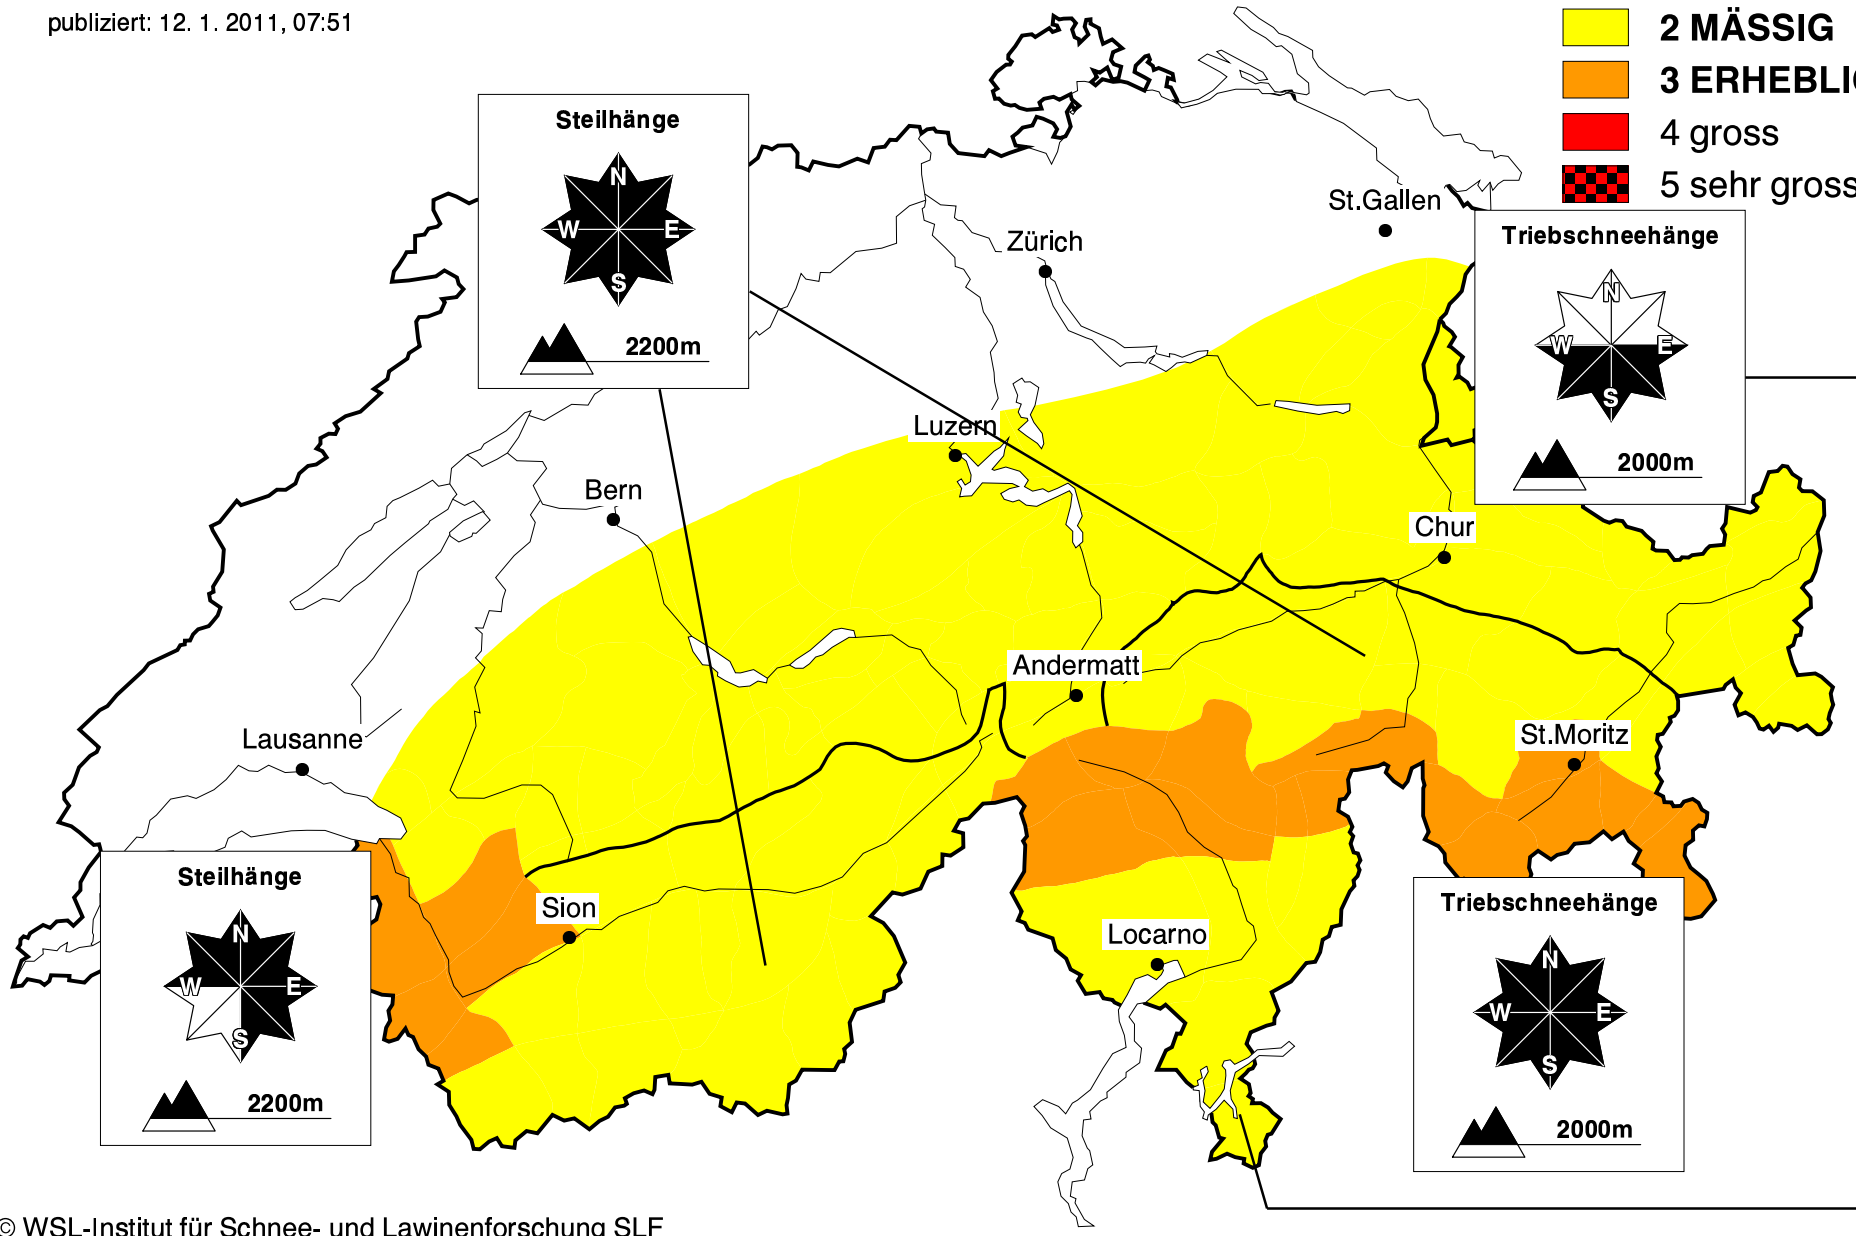 publiziert: 12. 1. 2011, 07:51
2 MÄSSIG
3 ERHEBLIC
4 gross
5 sehr gross
Steilhänge
N
W E
S
2200m
St.Gallen
Zürich
Triebschneehänge
N
W E
S
2000m
Luzern
Bern
Chur
Andermatt
St.Moritz
Lausanne
Steilhänge
N
W E
S
2200m
Sion
Locarno
Triebschneehänge
N
W E
S
2000m
© WSL-Institut für Schnee- und Lawinenforschung SLF